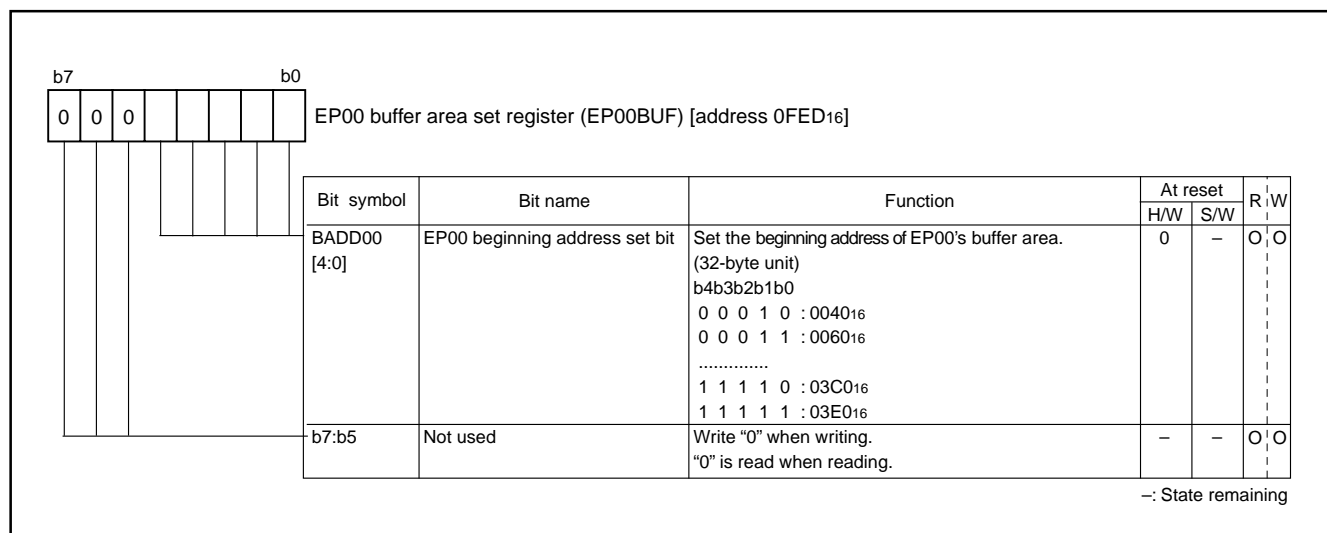 b7 b0
0 0 0
EP00 buffer area set register (EP00BUF) [address 0FED16]
Bit symbol Bit name Function At reset R W
H/W S/W
BADD00 EP00 beginning address set bit Set the beginning address of EP00's buffer area. 0 – O O
[4:0] (32-byte unit)
b4b3b2b1b0
0 0 0 1 0 : 004016
0 0 0 1 1 : 006016
..............
1 1 1 1 0 : 03C016
1 1 1 1 1 : 03E016
b7:b5 Not used Write “0” when writing. – – O O
“0” is read when reading.
–: State remaining